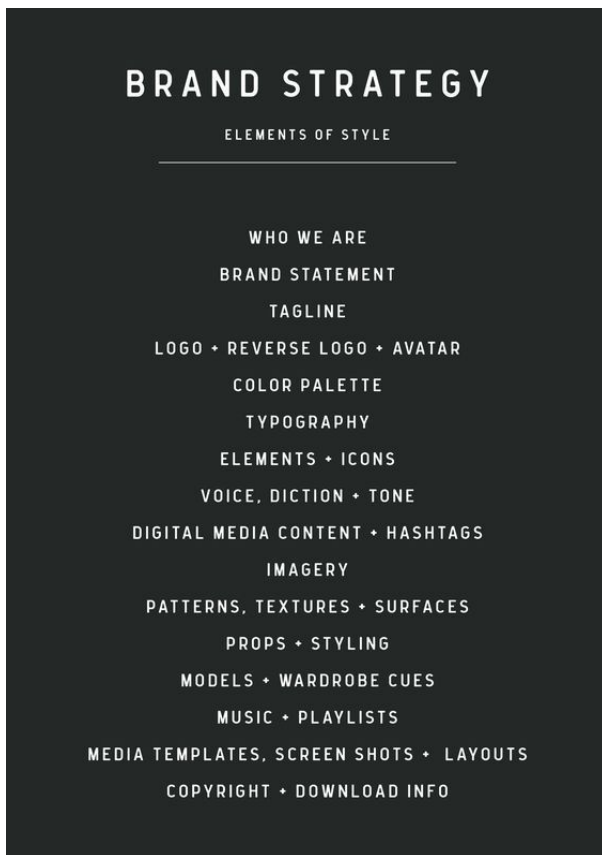 BRAND STRATEGY
ELEMENTS OF STYLE
WHO WE ARE
BRAND STATEMENT
TAGLINE
LOGO + REVERSE LOGO + AVATAR
COLOR PALETTE
TYPOGRAPHY
ELEMENTS + ICONS
VOICE, DICTION + TONE
DIGITAL MEDIA CONTENT + HASHTAGS
IMAGERY
PATTERNS, TEXTURES + SURFACES
PROPS + STYLING
MODELS + WARDROBE CUES
MUSIC + PLAYLISTS
MEDIA TEMPLATES, SCREEN SHOTS + LAYOUTS
COPYRIGHT + DOWNLOAD INFO